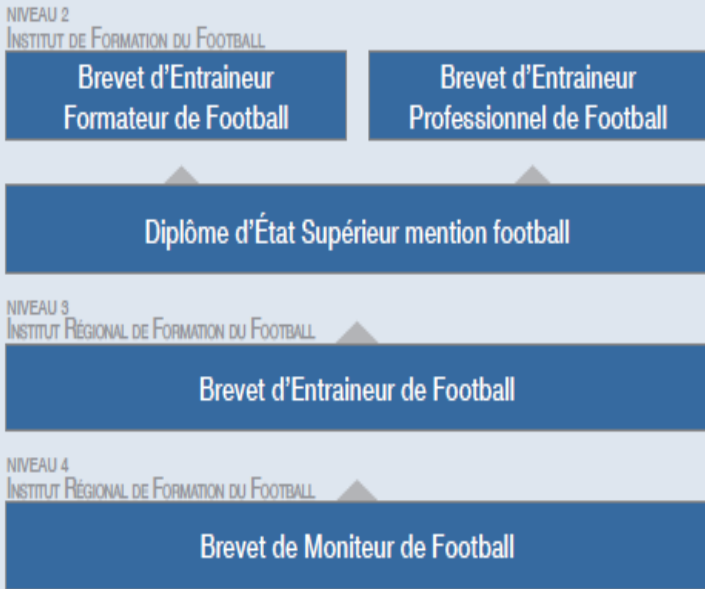 NIVEAU 2
INSTITUT DE FORMATION DU FOOTBALL
Brevet d'Entraineur
Formateur de Football
Brevet d'Entraineur
Professionnel de Football
Diplôme d'État Supérieur mention football
NIVEAU 3
INSTITUT RÉGIONAL DE FORMATION DU FOOTBALL
Brevet d'Entraineur de Football
NIVEAU 4
INSTITUT RÉGIONAL DE FORMATION DU FOOTBALL
Brevet de Moniteur de Football